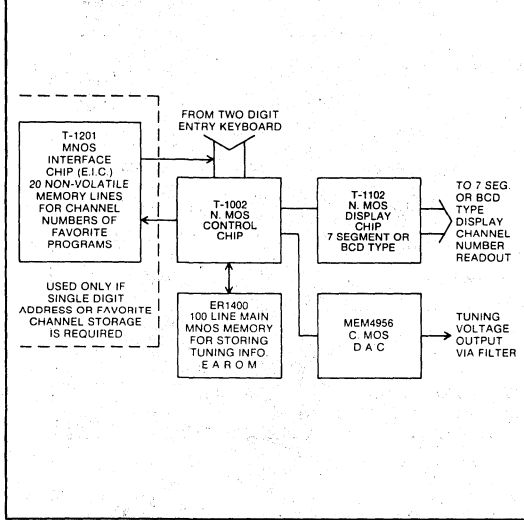 FROM TWO DIGIT
ENTRY KEYBOARD
T-1201
MNOS
INTERFACE
CHIP (E.I.C.)
20 NON-VOLATILE
MEMORY LINES
FOR CHANNEL
NUMBERS OF
FAVORITE
PROGRAMS
T-1002
N. MOS
CONTROL
CHIP
T-1102
N. MOS
DISPLAY
CHIP
7 SEGMENT OR
BCD TYPE
TO 7 SEG.
OR BCD
TYPE
DISPLAY
CHANNEL
NUMBER
READOUT
USED ONLY IF
SINGLE DIGIT
ADDRESS OR FAVORITE
CHANNEL STORAGE
IS REQUIRED
ER1400
100 LINE MAIN
MNOS MEMORY
FOR STORING
TUNING INFO.
E A R O M
MEM4956
C. MOS
D A C
TUNING
VOLTAGE
OUTPUT
VIA FILTER